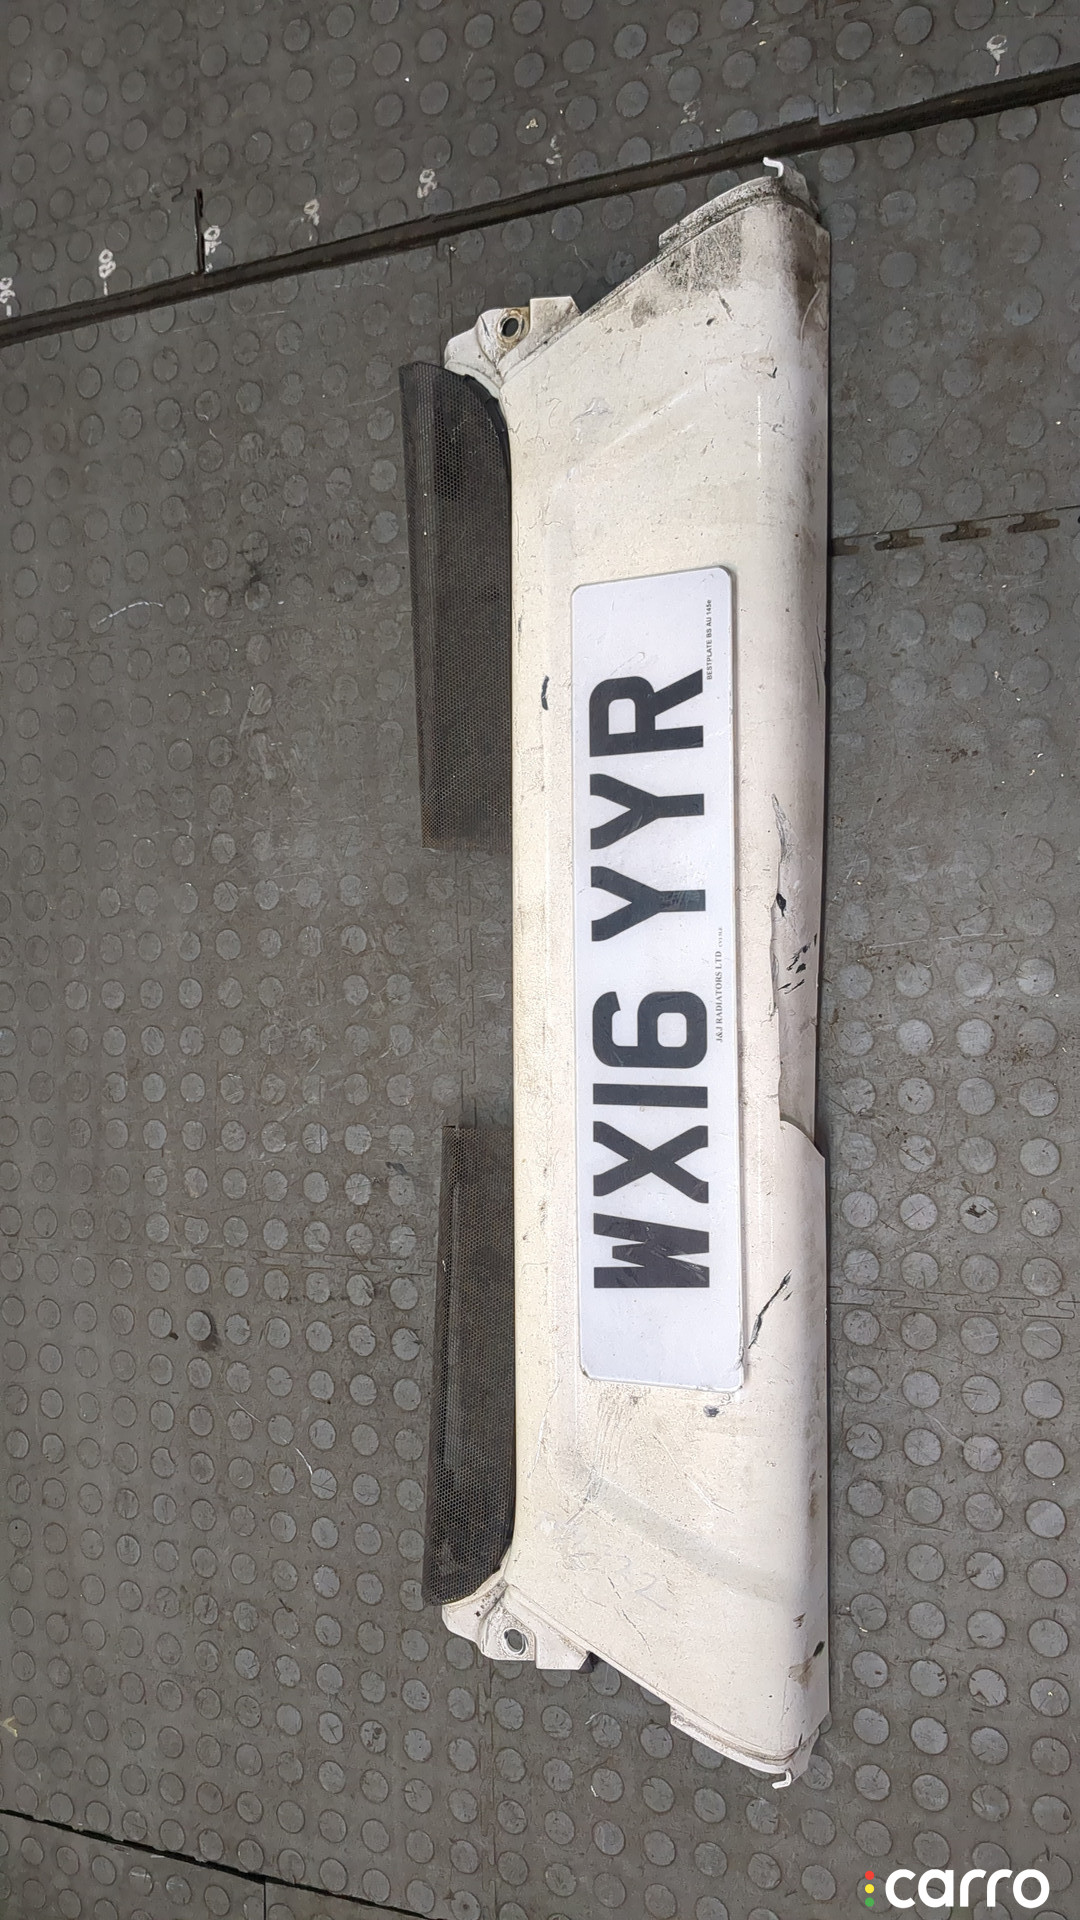 WX16 YYR
J&J RADIATORS LTD
BESTPLATE BS AU 145e
carro